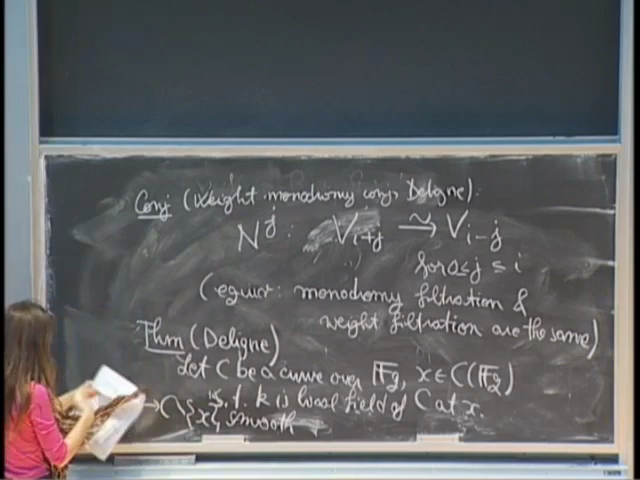 Conj (Weight-monodromy conj, Deligne):
N^j : V_{i+j} ⥲ V_{i-j}
for 0 ≤ j ≤ i
(equiv: monodromy filtration &
weight filtration are the same)
Thm (Deligne)
Let C be a curve over 𝔽_q, x ∈ C(𝔽_q)
s.t. k is local field of C at x.
→ C \ {x} is smooth